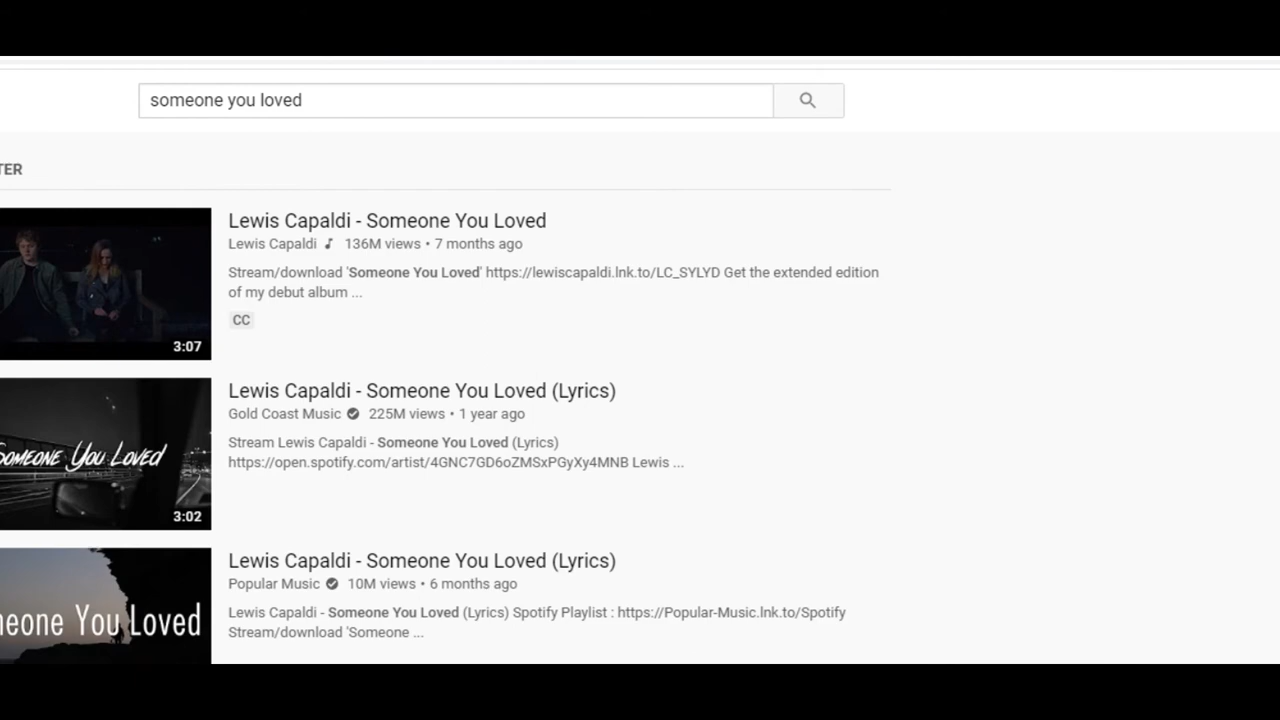 someone you loved
TER
Lewis Capaldi - Someone You Loved
Lewis Capaldi 136M views • 7 months ago
Stream/download 'Someone You Loved' https://lewiscapaldi.lnk.to/LC_SYLYD Get the extended edition
of my debut album ...
CC
3:07
Lewis Capaldi - Someone You Loved (Lyrics)
Gold Coast Music 225M views • 1 year ago
Stream Lewis Capaldi - Someone You Loved (Lyrics)
https://open.spotify.com/artist/4GNC7GD6oZMSxPGyXy4MNB Lewis ...
SOMEONE YOU LOVED
3:02
Lewis Capaldi - Someone You Loved (Lyrics)
Popular Music 10M views • 6 months ago
Lewis Capaldi - Someone You Loved (Lyrics) Spotify Playlist : https://Popular-Music.lnk.to/Spotify
Stream/download 'Someone ...
neone You Loved